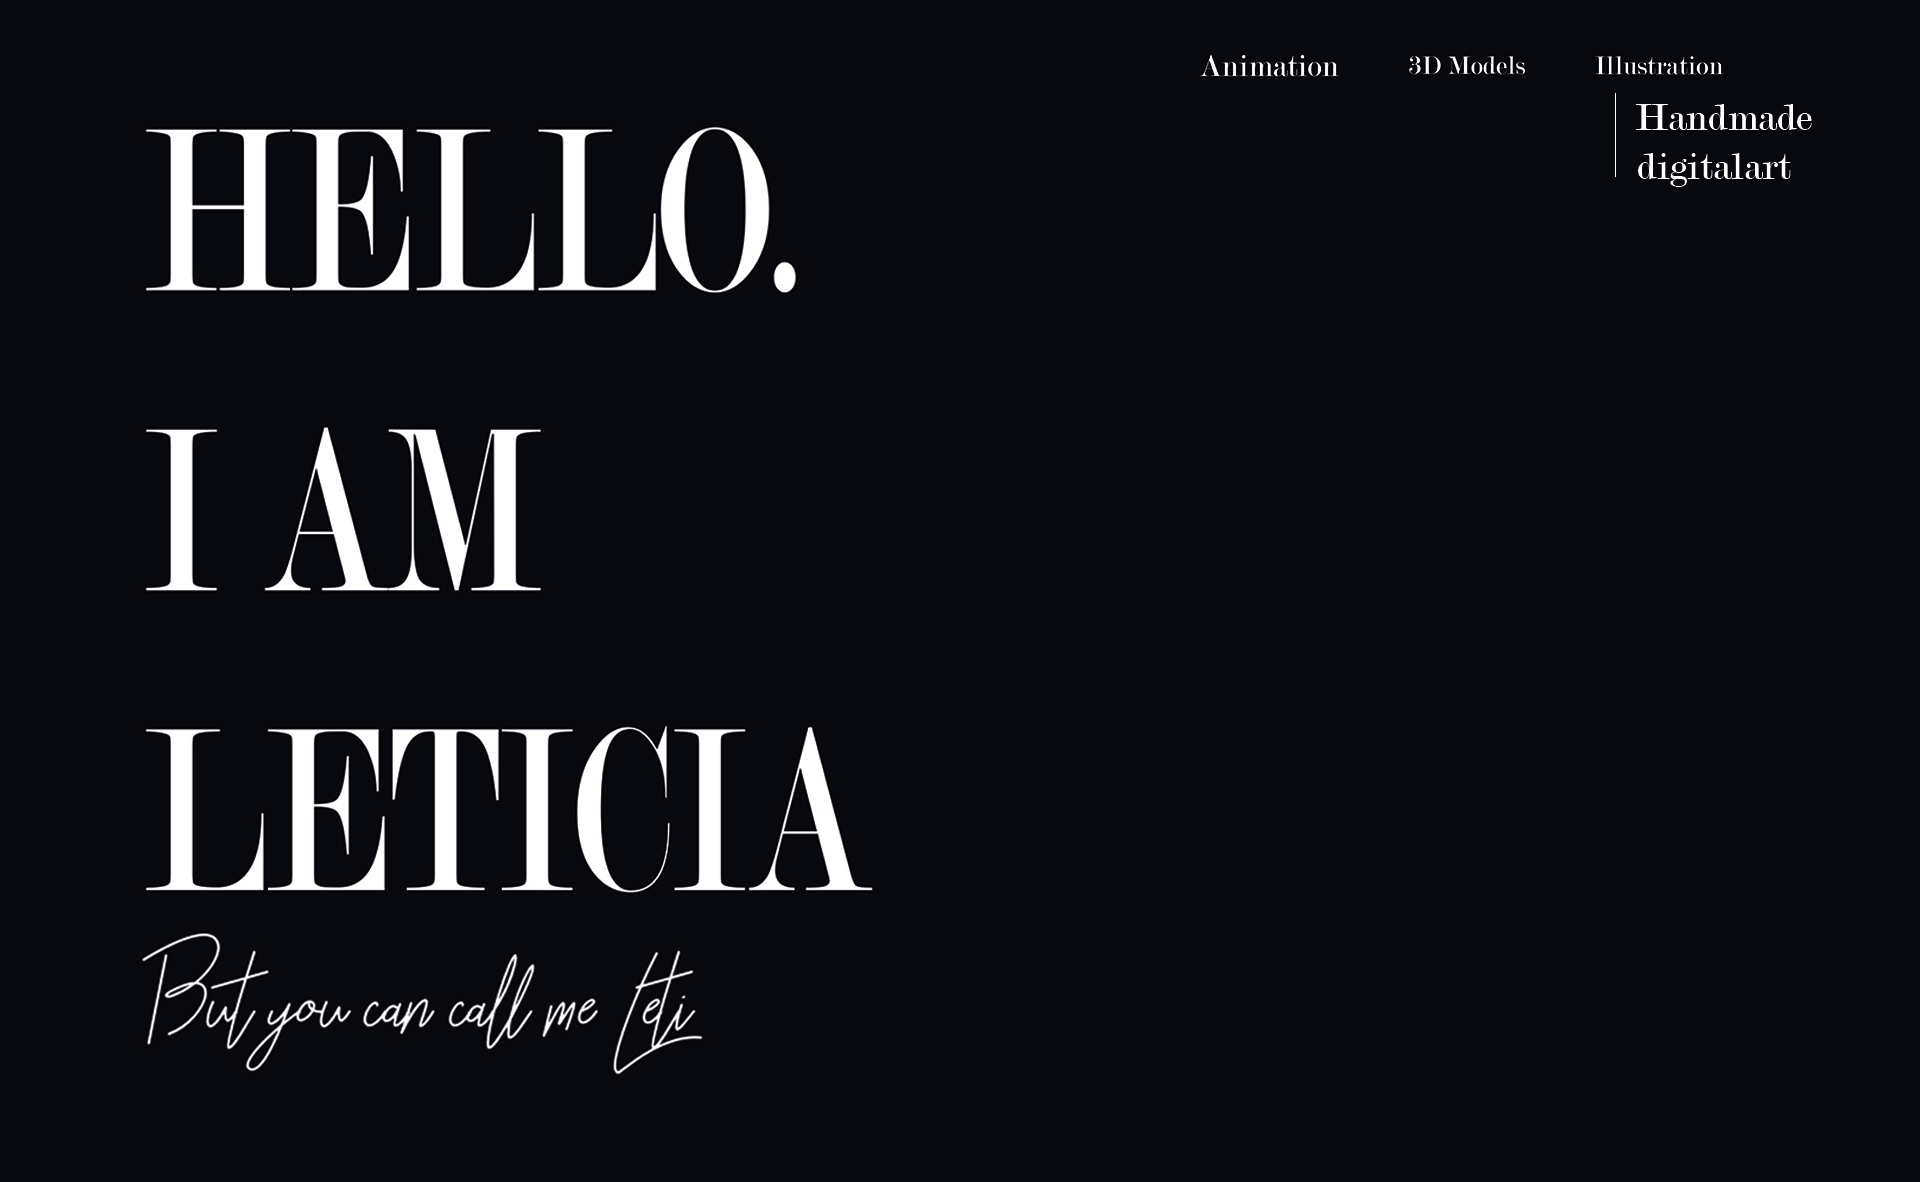 Animation 3D Models Illustration
Handmade
digitalart
HELLO.
I AM
LETICIA
But you can call me Leti